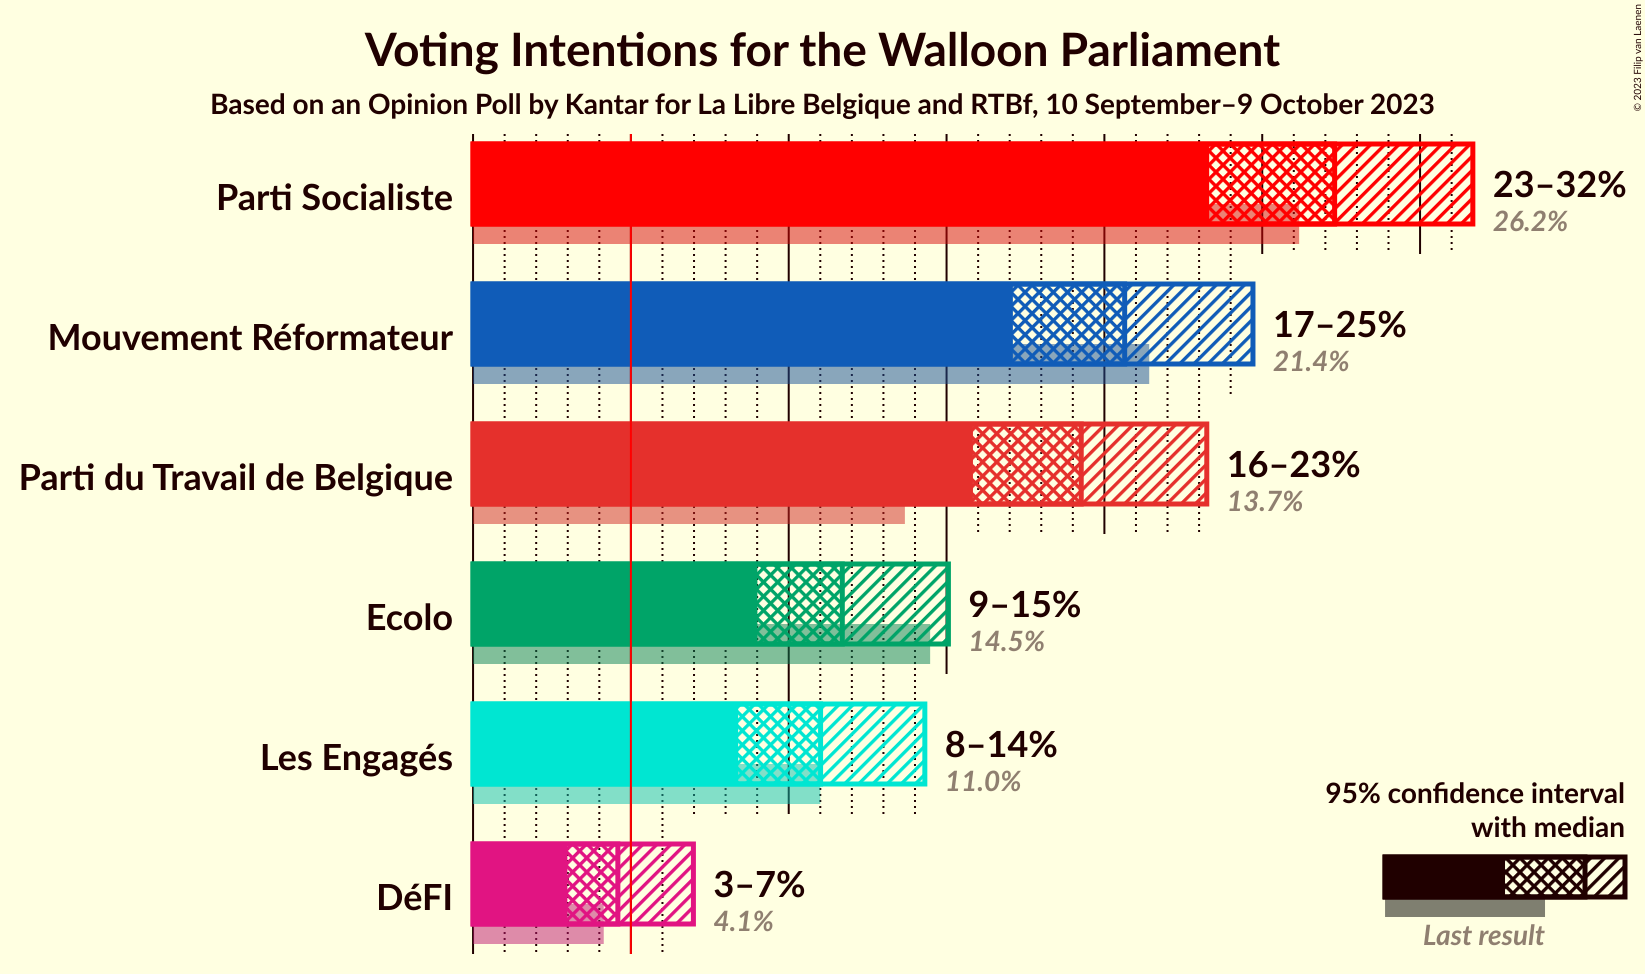 Voting Intentions for the Walloon Parliament
Based on an Opinion Poll by Kantar for La Libre Belgique and RTBf, 10 September–9 October 2023
© 2023 Filip van Laenen
Parti Socialiste
23–32%
26.2%
Mouvement Réformateur
17–25%
21.4%
Parti du Travail de Belgique
16–23%
13.7%
Ecolo
9–15%
14.5%
Les Engagés
8–14%
11.0%
DéFI
3–7%
4.1%
95% confidence interval
with median
Last result